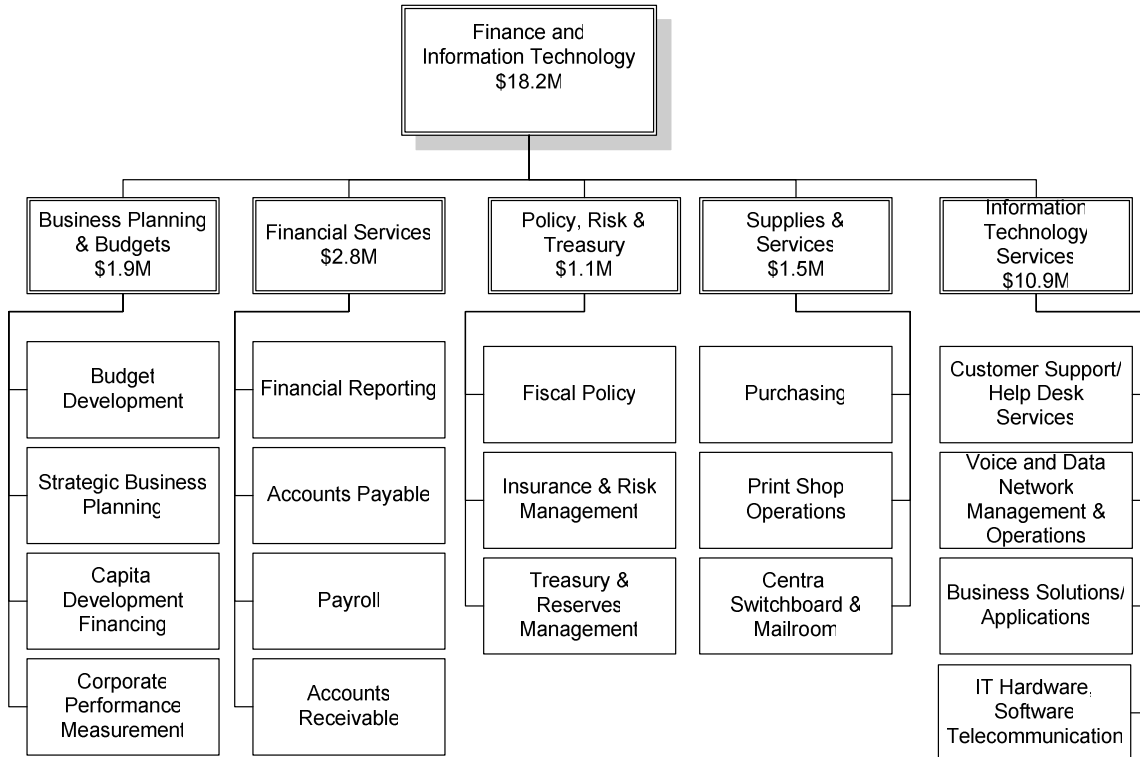 Finance and
Information Technology
$18.2M
Business Planning
& Budgets
$1.9M
Financial Services
$2.8M
Policy, Risk &
Treasury
$1.1M
Supplies &
Services
$1.5M
Information
Technology
Services
$10.9M
Budget
Development
Strategic Business
Planning
Capita
Development
Financing
Corporate
Performance
Measurement
Financial Reporting
Accounts Payable
Payroll
Accounts
Receivable
Fiscal Policy
Insurance & Risk
Management
Treasury &
Reserves
Management
Purchasing
Print Shop
Operations
Centra
Switchboard &
Mailroom
Customer Support/
Help Desk
Services
Voice and Data
Network
Management &
Operations
Business Solutions/
Applications
IT Hardware,
Software
Telecommunication